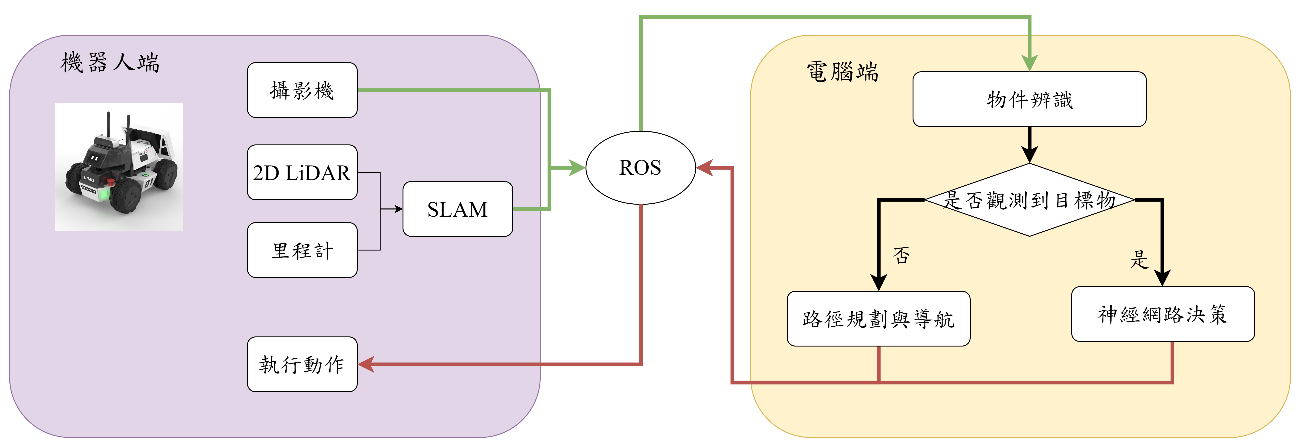 機器人端
攝影機
2D LiDAR
SLAM
里程計
執行動作
ROS
電腦端
物件辨識
是否觀測到目標物
否
是
路徑規劃與導航
神經網路決策